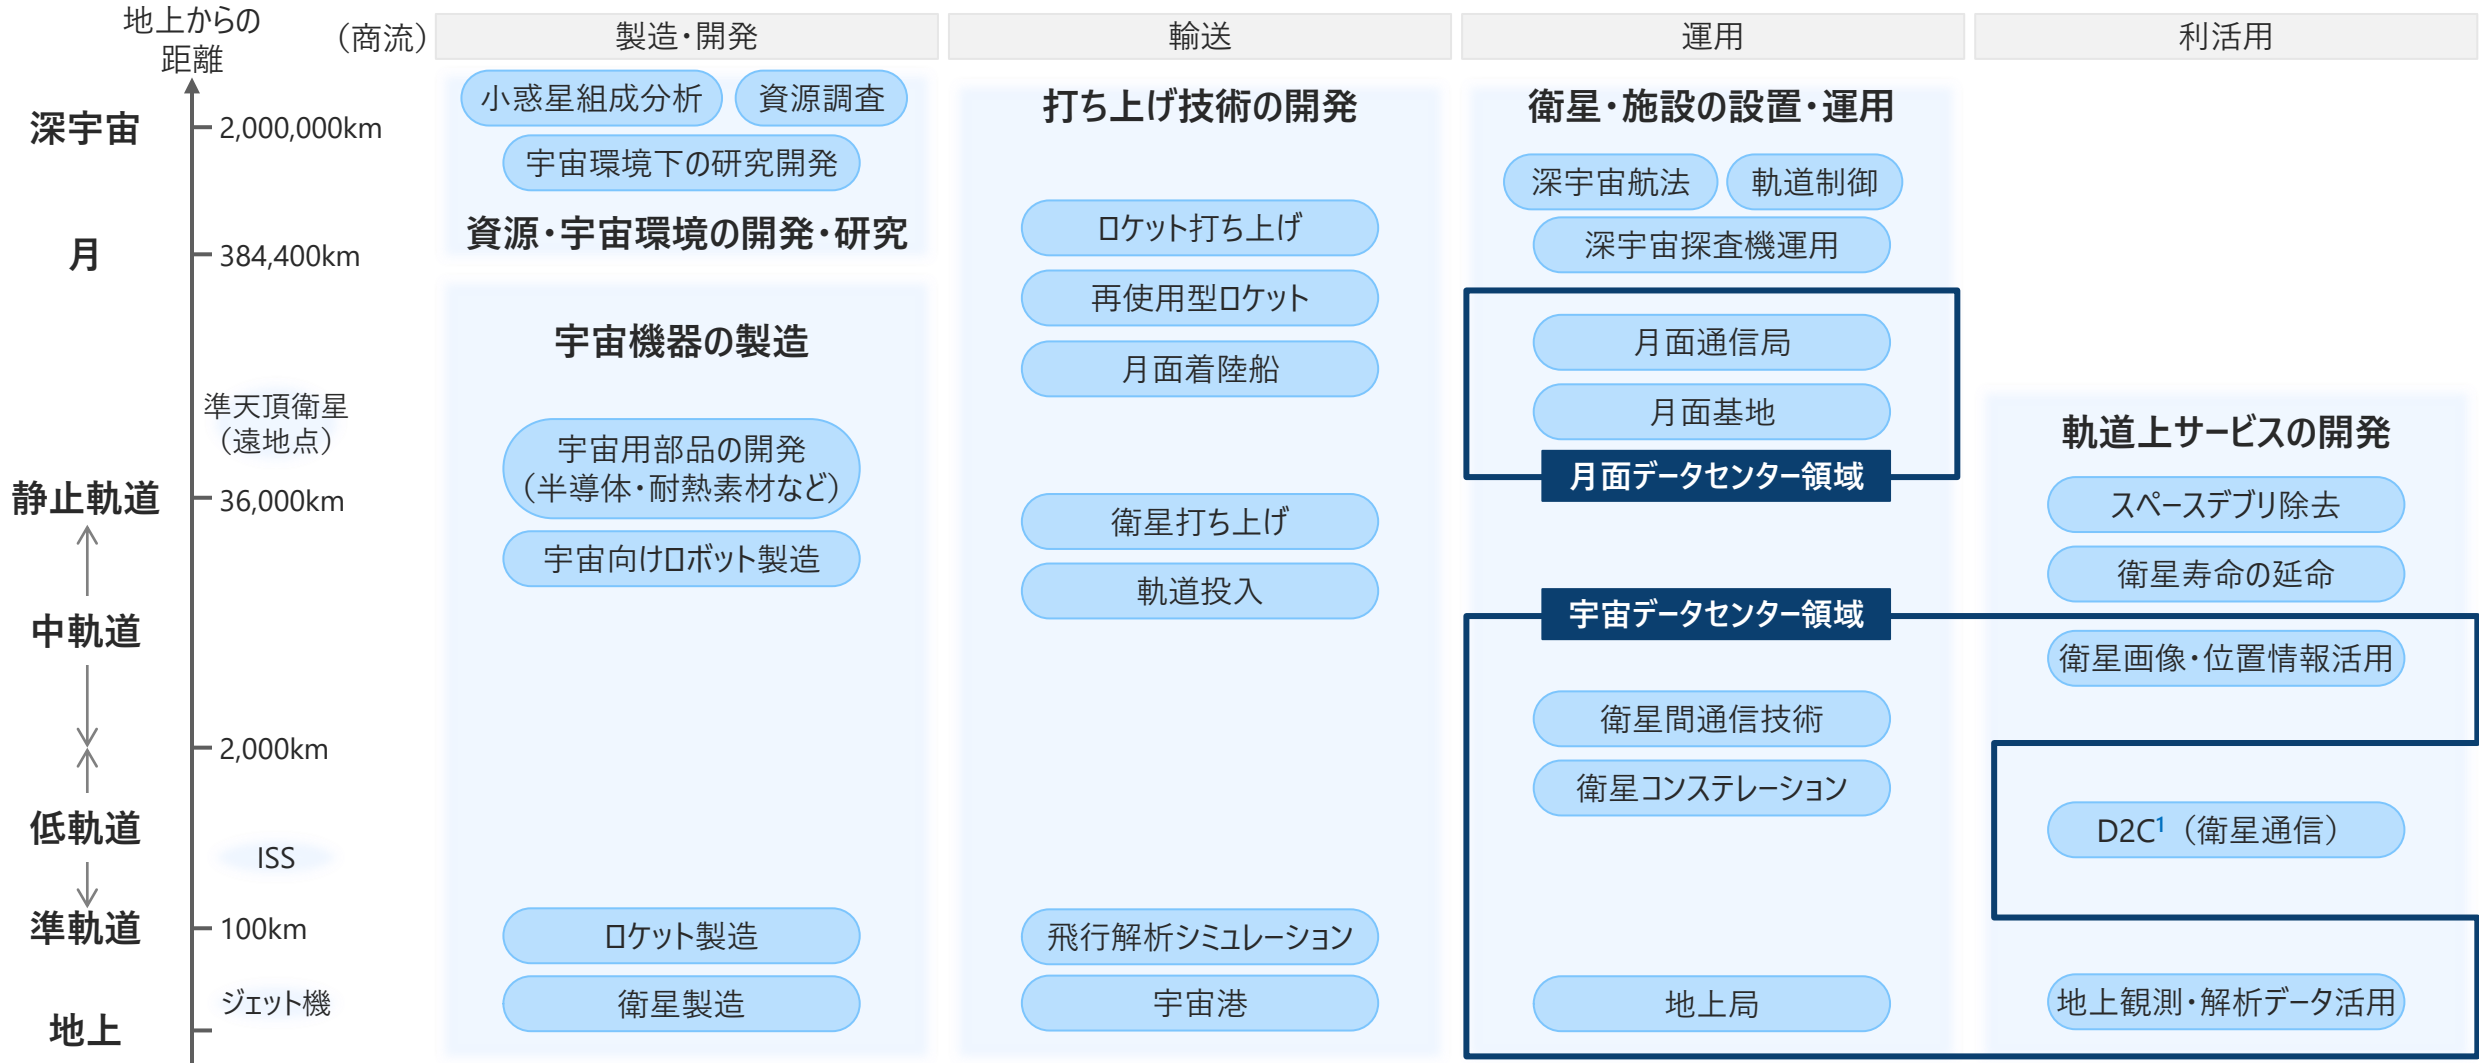 地上からの
距離
（商流）
製造・開発
輸送
運用
利活用
深宇宙
2,000,000km
月
384,400km
準天頂衛星
（遠地点）
静止軌道
36,000km
中軌道
2,000km
低軌道
ISS
準軌道
100km
ジェット機
地上
小惑星組成分析
資源調査
宇宙環境下の研究開発
資源・宇宙環境の開発・研究
宇宙機器の製造
宇宙用部品の開発
（半導体・耐熱素材など）
宇宙向けロボット製造
ロケット製造
衛星製造
打ち上げ技術の開発
ロケット打ち上げ
再使用型ロケット
月面着陸船
衛星打ち上げ
軌道投入
飛行解析シミュレーション
宇宙港
衛星・施設の設置・運用
深宇宙航法
軌道制御
深宇宙探査機運用
月面通信局
月面基地
月面データセンター領域
宇宙データセンター領域
衛星間通信技術
衛星コンステレーション
地上局
軌道上サービスの開発
スペースデブリ除去
衛星寿命の延命
衛星画像・位置情報活用
D2C¹（衛星通信）
地上観測・解析データ活用